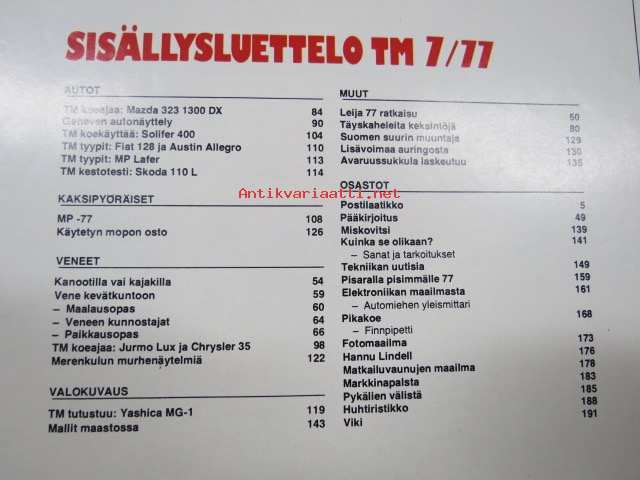 SISÄLLYSLUETTELO TM 7/77
AUTOT
TM koeajaa: Mazda 323 1300 DX 84
Geneven autonäyttely 90
TM koekäyttää: Solifer 400 104
TM tyypit: Fiat 128 ja Austin Allegro 110
TM tyypit: MP Lafer 113
TM kestotesti: Skoda 110 L 114
KAKSIPYÖRÄISET
MP -77 108
Käytetyn mopon osto 126
VENEET
Kanootilla vai kajakilla 54
Vene kevätkuntoon 59
– Maalausopas 60
– Veneen kunnostajat 64
– Paikkausopas 66
TM koeajaa: Jurmo Lux ja Chrysler 35 98
Merenkulun murhenäytelmiä 122
VALOKUVAUS
TM tutustuu: Yashica MG-1 119
Mallit maastossa 143
MUUT
Leija 77 ratkaisu 50
Täyskaheleita keksintöjä 80
Suomen suurin muuntaja 129
Lisävoimaa auringosta 130
Avaruussukkula laskeutuu 135
Antikvariaatti.net
OSASTOT
Postilaatikko 5
Pääkirjoitus 49
Miskovitsi 139
Kuinka se olikaan? 141
– Sanat ja tarkoitukset
Tekniikan uutisia 149
Pisaralla pisimmälle 77 159
Elektroniikan maailmasta 161
– Automiehen yleismittari
Pikakoe 168
– Finnpipetti
Fotomaailma 173
Hannu Lindell 176
Matkailuvaunujen maailma 178
Markkinapalsta 183
Pykälien välistä 185
Huhtiristikko 188
Viki 191